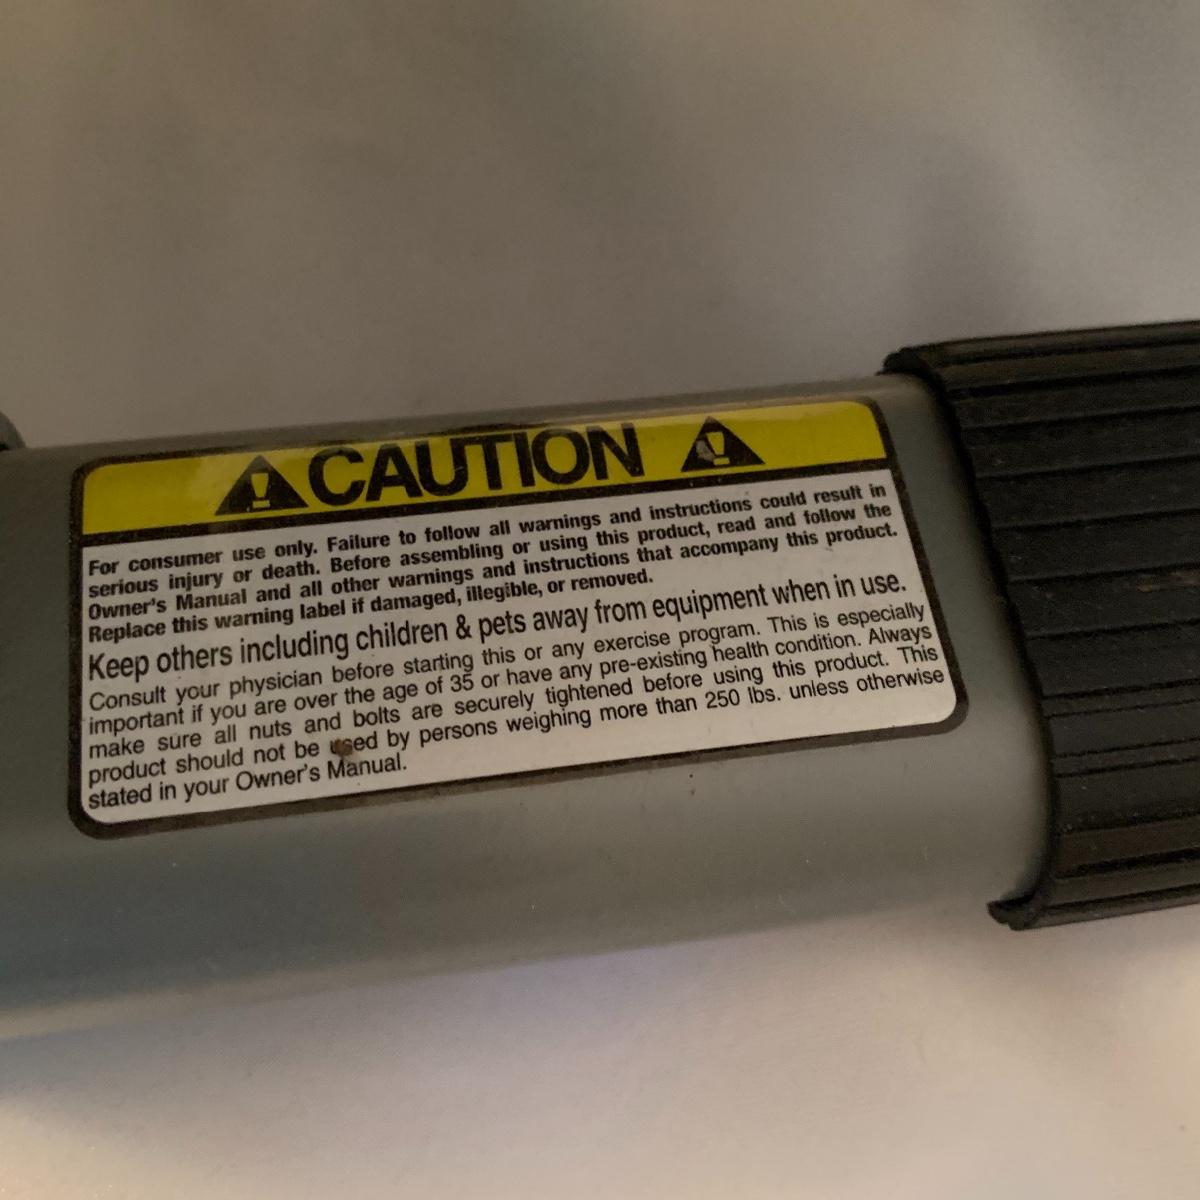 CAUTION
For consumer use only. Failure to follow all warnings and instructions could result in
serious injury or death. Before assembling or using this product, read and follow the
Owner's Manual and all other warnings and instructions that accompany this product.
Replace this warning label if damaged, illegible, or removed.
Keep others including children & pets away from equipment when in use.
Consult your physician before starting this or any exercise program. This is especially
important if you are over the age of 35 or have any pre-existing health condition. Always
make sure all nuts and bolts are securely tightened before using this product. This
product should not be used by persons weighing more than 250 lbs. unless otherwise
stated in your Owner's Manual.